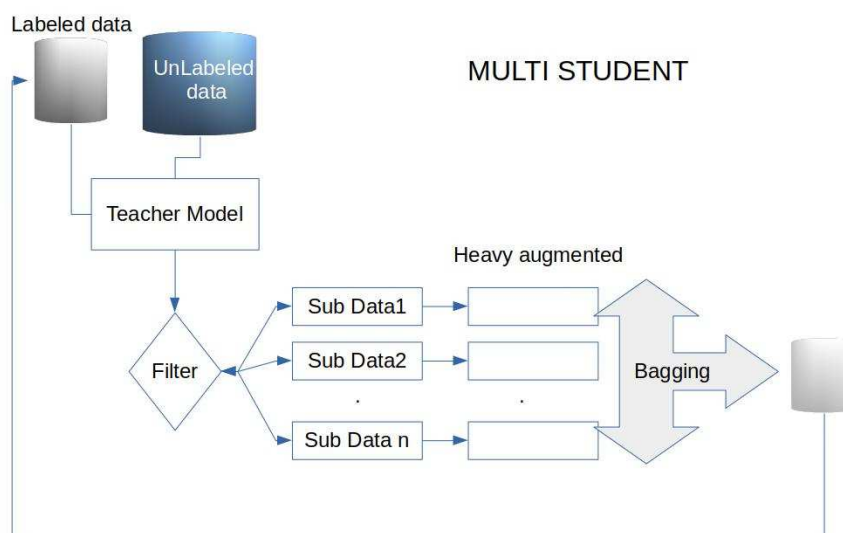 Labeled data
UnLabeled
data
MULTI STUDENT
Teacher Model
Heavy augmented
Sub Data1
Sub Data2
Filter
Bagging
.
.
Sub Data n